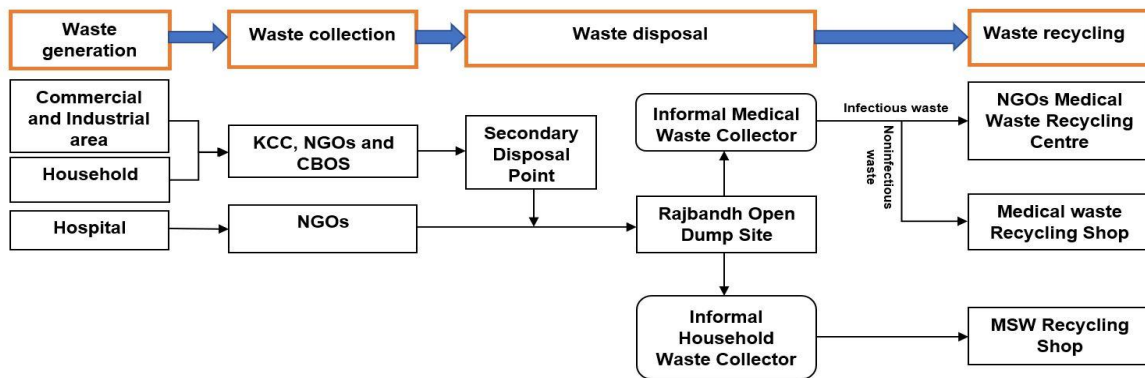 Waste
generation
Waste collection
Waste disposal
Waste recycling
Commercial
and Industrial
area
Household
Hospital
KCC, NGOs and
CBOS
NGOs
Secondary
Disposal
Point
Informal Medical
Waste Collector
Rajbandh Open
Dump Site
Informal
Household
Waste Collector
Infectious waste
Noninfectious
waste
NGOs Medical
Waste Recycling
Centre
Medical waste
Recycling Shop
MSW Recycling
Shop